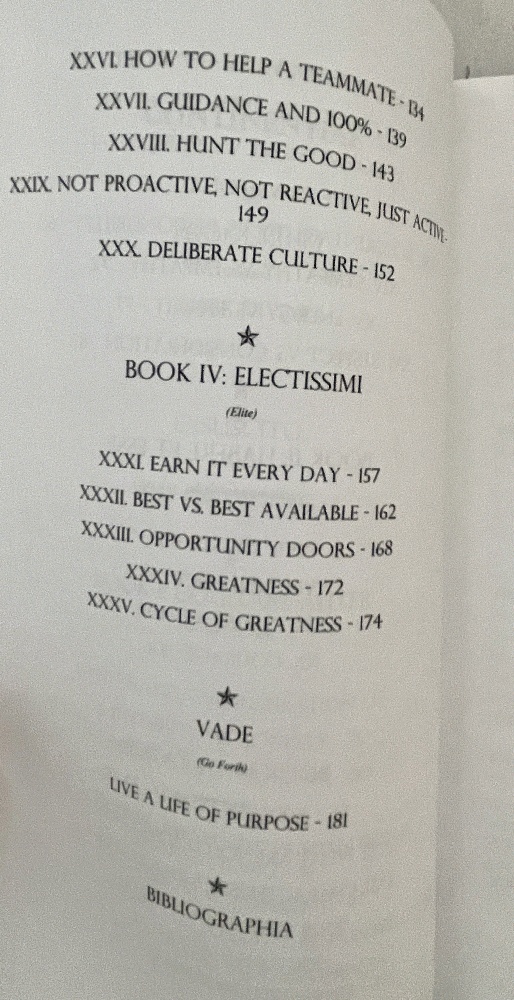 XXVI. HOW TO HELP A TEAMMATE - 134
XXVII. GUIDANCE AND 100% - 139
XXVIII. HUNT THE GOOD - 143
XXIX. NOT PROACTIVE, NOT REACTIVE, JUST ACTIVE -
149
XXX. DELIBERATE CULTURE - 152
BOOK IV: ELECTISSIMI
(Elite)
XXXI. EARN IT EVERY DAY - 157
XXXII. BEST VS. BEST AVAILABLE - 162
XXXIII. OPPORTUNITY DOORS - 168
XXXIV. GREATNESS - 172
XXXV. CYCLE OF GREATNESS - 174
VADE
(Go Forth)
LIVE A LIFE OF PURPOSE - 181
BIBLIOGRAPHIA